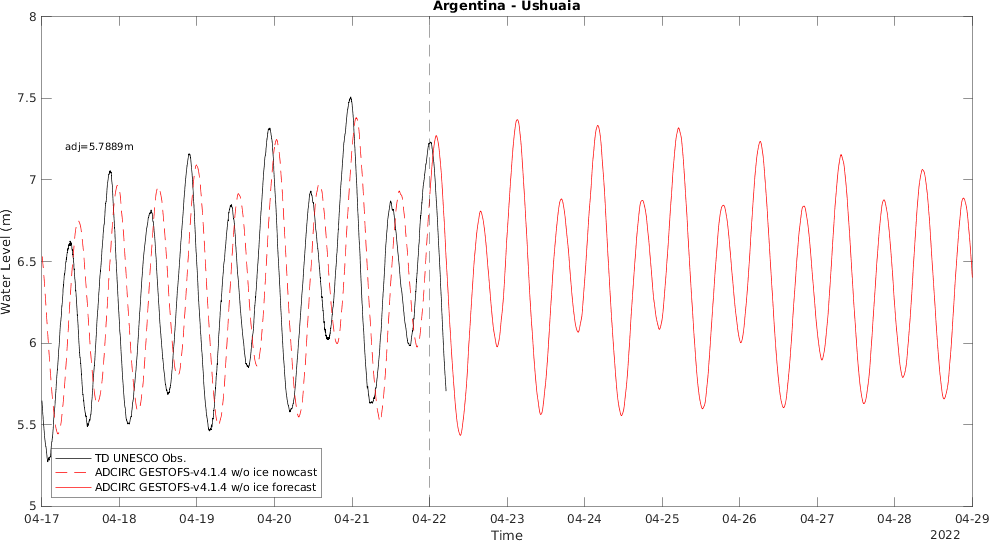 Argentina - Ushuaia
8
7.5
adj=5.7889m
7
6.5
Water Level (m)
6
5.5
TD UNESCO Obs.
ADCIRC GESTOFS-v4.1.4 w/o ice nowcast
ADCIRC GESTOFS-v4.1.4 w/o ice forecast
5
04-17 04-18 04-19 04-20 04-21 04-22 04-23 04-24 04-25 04-26 04-27 04-28 04-29
Time 2022